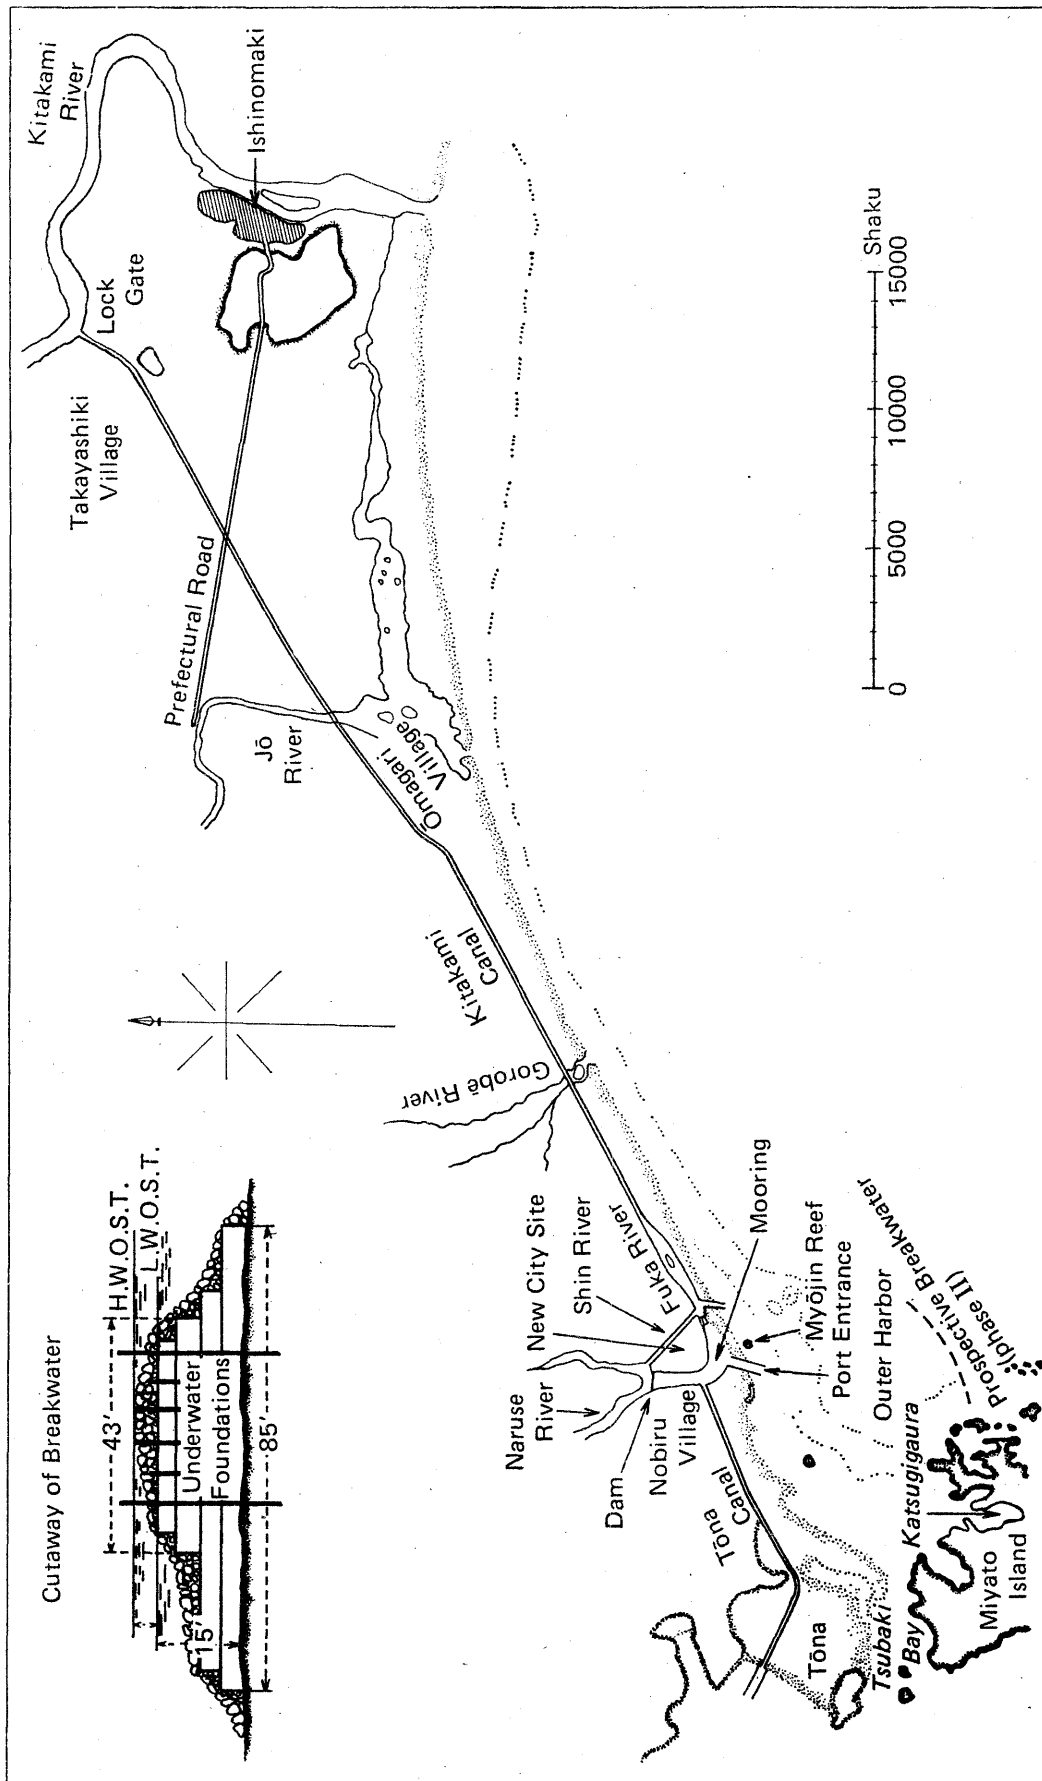 Cutaway of Breakwater
43'
H.W.O.S.T.
L.W.O.S.T.
15'
Underwater
Foundations
85'
Kitakami
River
Ishinomaki
Lock
Gate
Takayashiki
Village
Prefectural Road
Jō
River
Ōmagari
Village
Kitakami
Canal
Gorobē River
New City Site
Shin River
Fuka River
Naruse
River
Dam
Nobiru
Village
Mooring
Myōjin Reef
Port Entrance
Outer Harbor
Prospective Breakwater
(phase II)
Tōna
Canal
Tōna
Tsubaki
Bay
Katsugigaura
Miyato
Island
0
5000
10000
15000
Shaku